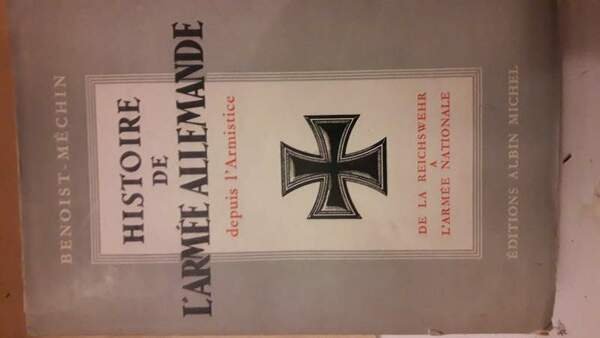 BENOIST-MÉCHIN
HISTOIRE
DE
L'ARMÉE ALLEMANDE
depuis l'Armistice
DE LA REICHSWEHR
A
L'ARMÉE NATIONALE
ÉDITIONS ALBIN MICHEL